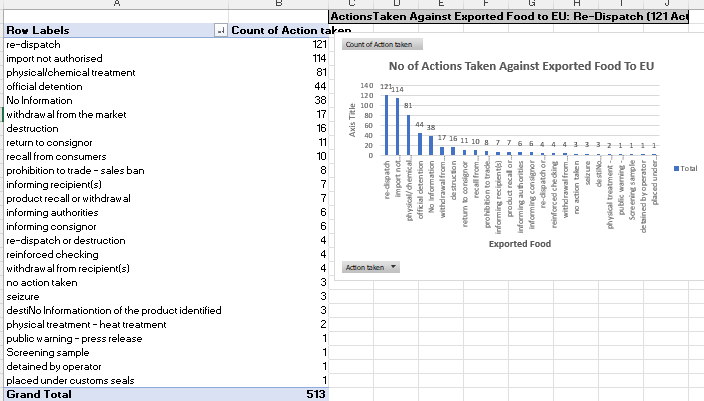 A B C D E F G H I J
ActionsTaken Against Exported Food to EU: Re-Dispatch (121 Acti
Row Labels Count of Action taken
re-dispatch 121
import not authorised 114
physical/chemical treatment 81
official detention 44
No Information 38
withdrawal from the market 17
destruction 16
return to consignor 11
recall from consumers 10
prohibition to trade - sales ban 8
informing recipient(s) 7
product recall or withdrawal 7
informing authorities 6
informing consignor 6
re-dispatch or destruction 4
reinforced checking 4
withdrawal from recipient(s) 4
no action taken 3
seizure 3
destiNo Informationtion of the product identified 3
physical treatment - heat treatment 2
public warning - press release 1
Screening sample 1
detained by operator 1
placed under customs seals 1
Grand Total 513
Count of Action taken
No of Actions Taken Against Exported Food To EU
Axis Title
140
120
100
80
60
40
20
0
121 114 81 44 38 17 16 11 10 8 7 7 6 6 4 4 4 3 3 3 2 1 1 1 1
re-dispatch
import not...
physical/chemical...
official detention
No Information
withdrawal from...
destruction
return to consignor
recall from...
prohibition to trade...
informing recipient(s)
product recall or...
informing authorities
informing consignor
re-dispatch or...
reinforced checking
withdrawal from...
no action taken
seizure
destiNo...
physical treatment -...
public warning -...
Screening sample
detained by operator
placed under...
Total
Exported Food
Action taken